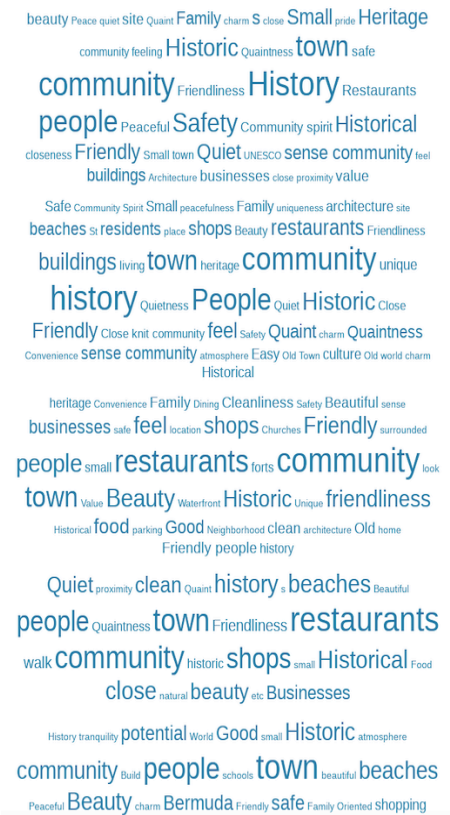 beauty Peace quiet site Quaint Family charm s close Small pride Heritage
community feeling Historic Quaintness town safe
community Friendliness History Restaurants
people Peaceful Safety Community spirit Historical
closeness Friendly Small town Quiet UNESCO sense community feel
buildings Architecture businesses close proximity value
Safe Community Spirit Small peacefulness Family uniqueness architecture site
beaches St residents place shops Beauty restaurants Friendliness
buildings living town heritage community unique
history Quietness People Quiet Historic Close
Friendly Close knit community feel Safety Quaint charm Quaintness
Convenience sense community atmosphere Easy Old Town culture Old world charm
Historical
heritage Convenience Family Dining Cleanliness Safety Beautiful sense
businesses safe feel location shops Churches Friendly surrounded
people small restaurants forts community look
town Value Beauty Waterfront Historic Unique friendliness
Historical food parking Good Neighborhood clean architecture Old home
Friendly people history
Quiet proximity clean Quaint history s beaches Beautiful
people Quaintness town Friendliness restaurants
walk community historic shops small Historical Food
close natural beauty etc Businesses
History tranquility potential World Good small Historic atmosphere
community Build people schools town beautiful beaches
Peaceful Beauty charm Bermuda Friendly safe Family Oriented shopping